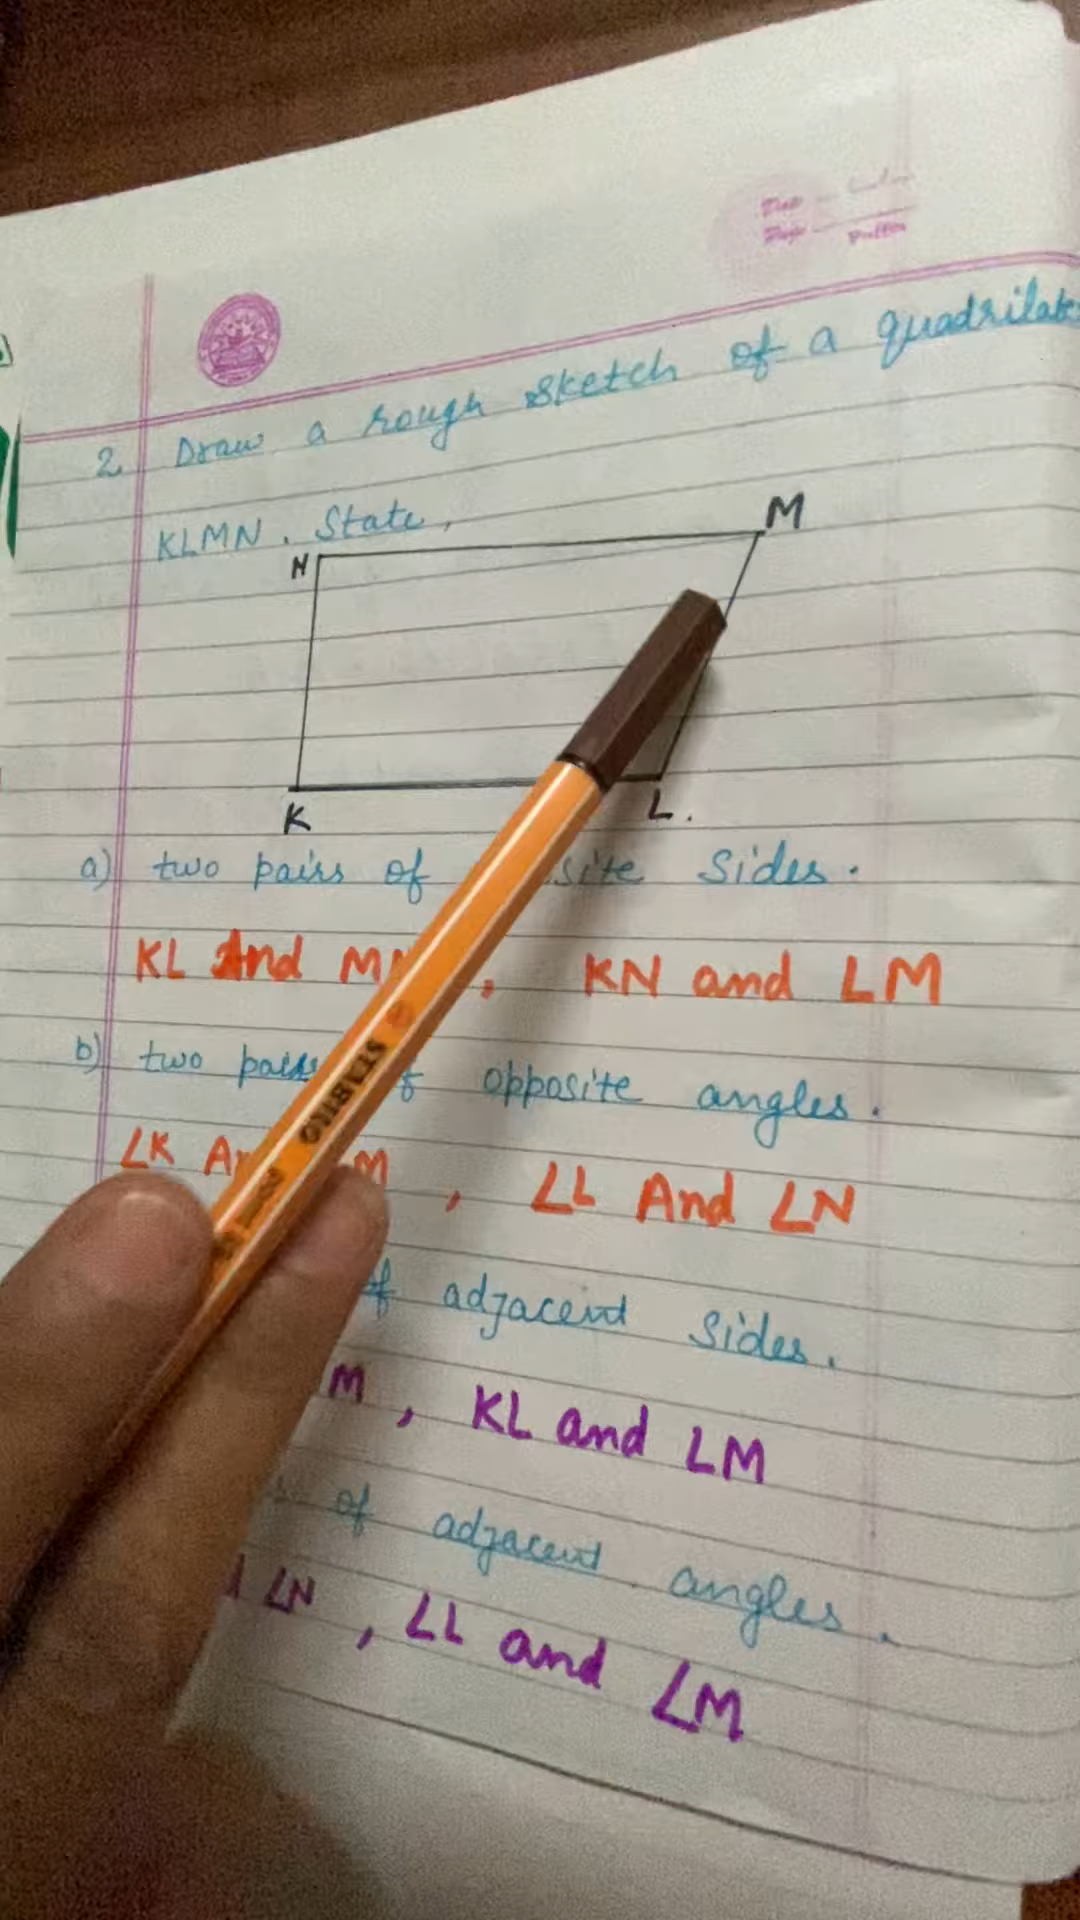 2. Draw a rough sketch of a
KLMN. State,
N M
K L.
a) two pairs of sides.
KL And , KN and LM
b) two opposite angles.
∠K M , ∠L And ∠N
of adjacent sides.
M , KL and LM
of adjacent angles.
∠N , ∠L and ∠M
STABILO